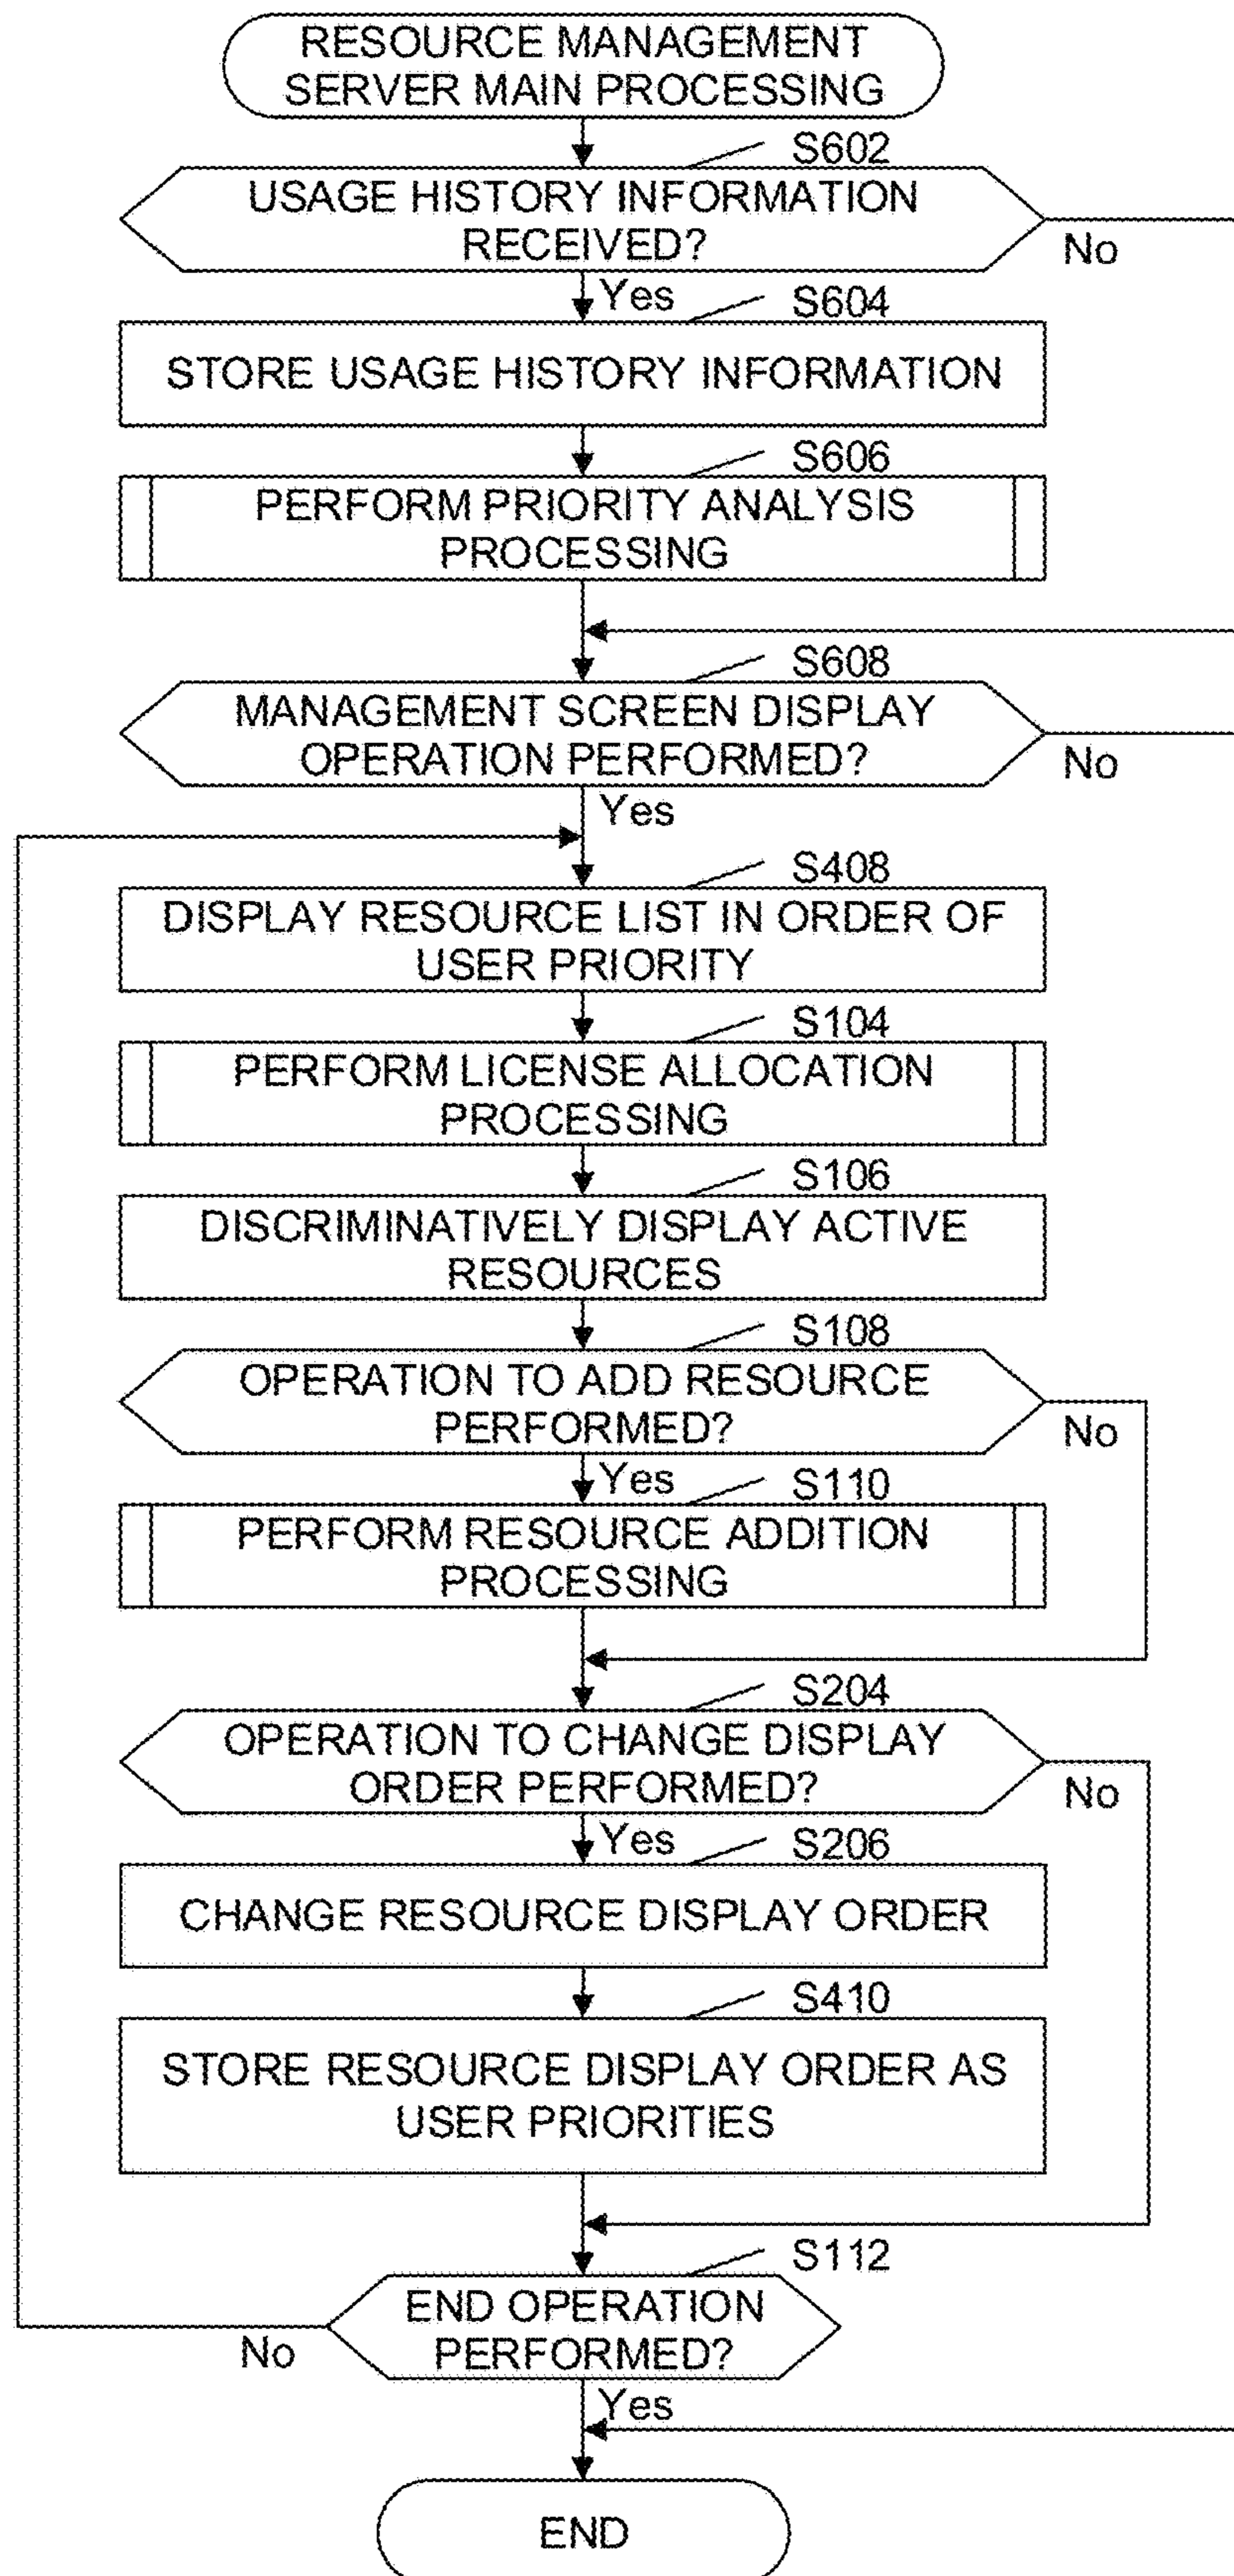 RESOURCE MANAGEMENT
SERVER MAIN PROCESSING
S602
USAGE HISTORY INFORMATION
RECEIVED?
No
Yes
S604
STORE USAGE HISTORY INFORMATION
S606
PERFORM PRIORITY ANALYSIS
PROCESSING
S608
MANAGEMENT SCREEN DISPLAY
OPERATION PERFORMED?
No
Yes
S408
DISPLAY RESOURCE LIST IN ORDER OF
USER PRIORITY
S104
PERFORM LICENSE ALLOCATION
PROCESSING
S106
DISCRIMINATIVELY DISPLAY ACTIVE
RESOURCES
S108
OPERATION TO ADD RESOURCE
PERFORMED?
No
Yes
S110
PERFORM RESOURCE ADDITION
PROCESSING
S204
OPERATION TO CHANGE DISPLAY
ORDER PERFORMED?
No
Yes
S206
CHANGE RESOURCE DISPLAY ORDER
S410
STORE RESOURCE DISPLAY ORDER AS
USER PRIORITIES
S112
END OPERATION
PERFORMED?
No
Yes
END